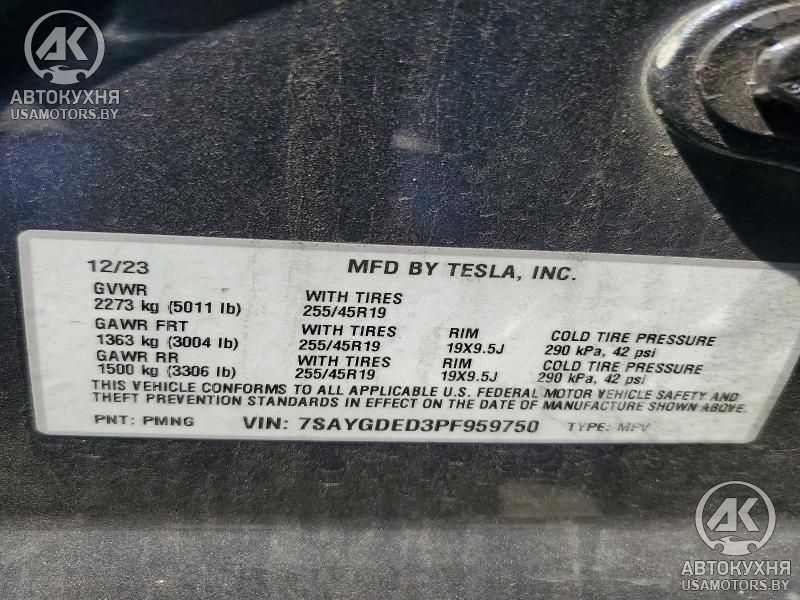 AK
АВТОКУХНЯ
USAMOTORS.BY
12/23 MFD BY TESLA, INC.
GVWR WITH TIRES
2273 kg (5011 lb) 255/45R19
GAWR FRT WITH TIRES RIM COLD TIRE PRESSURE
1363 kg (3004 lb) 255/45R19 19X9.5J 290 kPa, 42 psi
GAWR RR WITH TIRES RIM COLD TIRE PRESSURE
1500 kg (3306 lb) 255/45R19 19X9.5J 290 kPa, 42 psi
THIS VEHICLE CONFORMS TO ALL APPLICABLE U.S. FEDERAL MOTOR VEHICLE SAFETY AND
THEFT PREVENTION STANDARDS IN EFFECT ON THE DATE OF MANUFACTURE SHOWN ABOVE.
PNT: PMNG VIN: 7SAYGDED3PF959750 TYPE: MPV
AK
АВТОКУХНЯ
USAMOTORS.BY